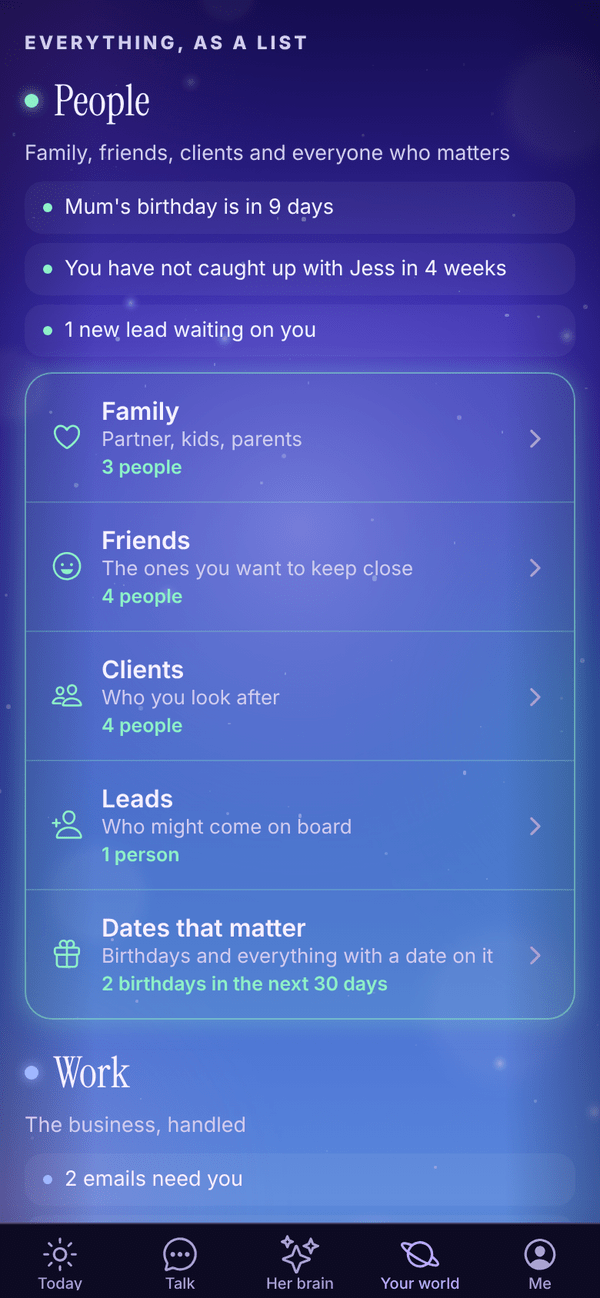 EVERYTHING, AS A LIST
People
Family, friends, clients and everyone who matters
Mum's birthday is in 9 days
You have not caught up with Jess in 4 weeks
1 new lead waiting on you
Family
Partner, kids, parents
3 people
Friends
The ones you want to keep close
4 people
Clients
Who you look after
4 people
Leads
Who might come on board
1 person
Dates that matter
Birthdays and everything with a date on it
2 birthdays in the next 30 days
Work
The business, handled
2 emails need you
Today
Talk
Her brain
Your world
Me